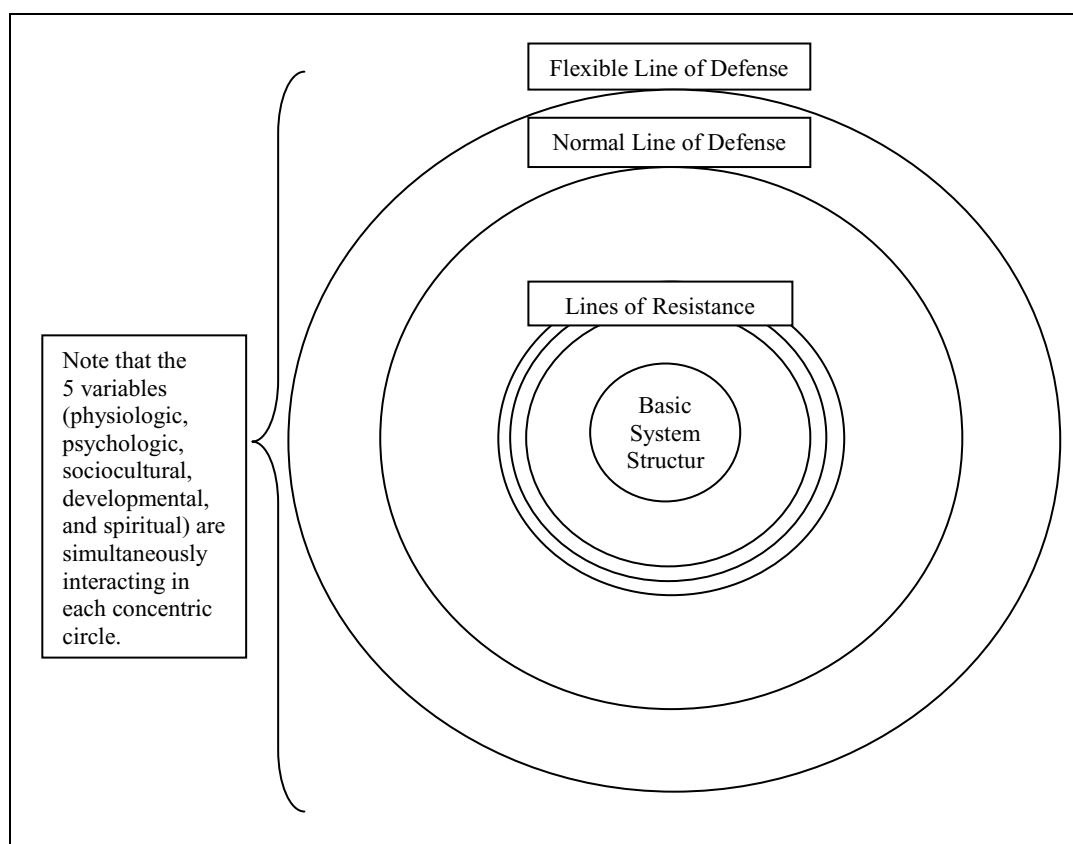 Flexible Line of Defense
Normal Line of Defense
Lines of Resistance
Basic
System
Structur
Note that the
5 variables
(physiologic,
psychologic,
sociocultural,
developmental,
and spiritual) are
simultaneously
interacting in
each concentric
circle.